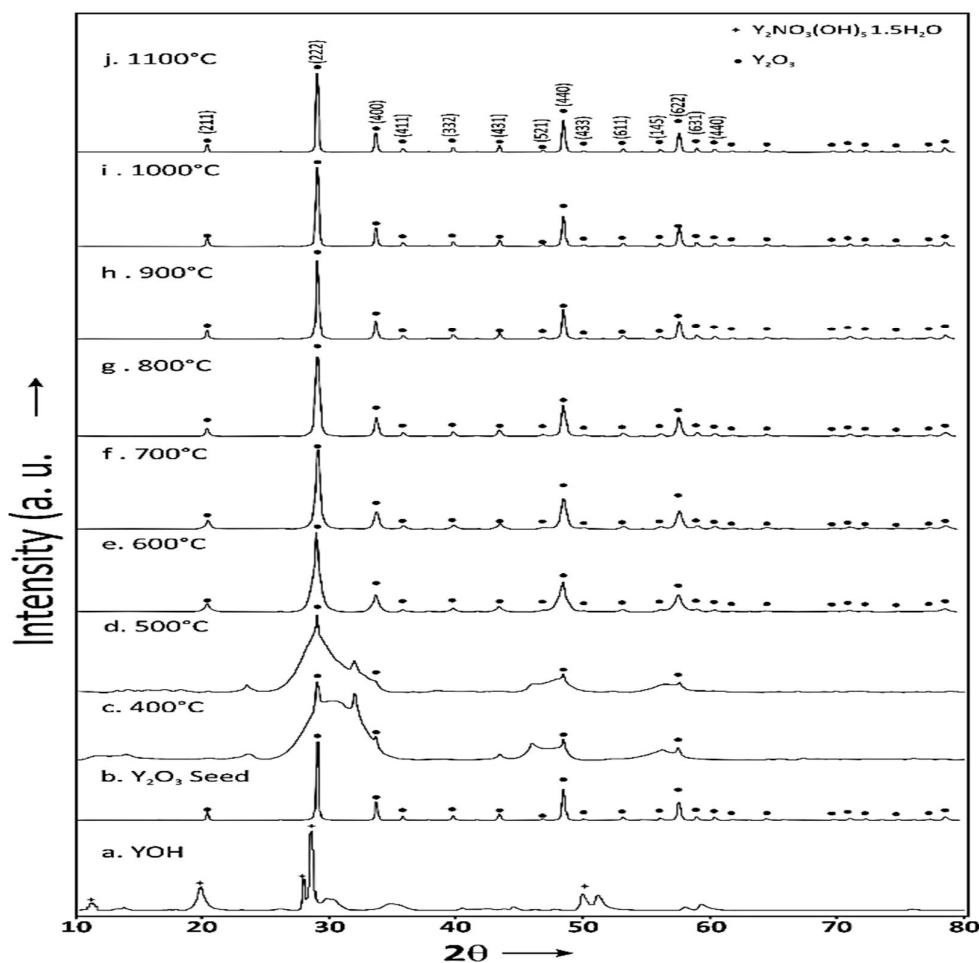 + Y₂NO₃(OH)₅ 1.5H₂O
• Y₂O₃
j. 1100°C
(211)
(222)
(400)
(411)
(332)
(431)
(521)
(440)
(433)
(611)
(145)
(622)
(631)
(440)
i . 1000°C
h . 900°C
g . 800°C
f . 700°C
e. 600°C
d. 500°C
c. 400°C
b. Y₂O₃ Seed
a. YOH
Intensity (a. u.
10 20 30 40 50 60 70 80
2θ